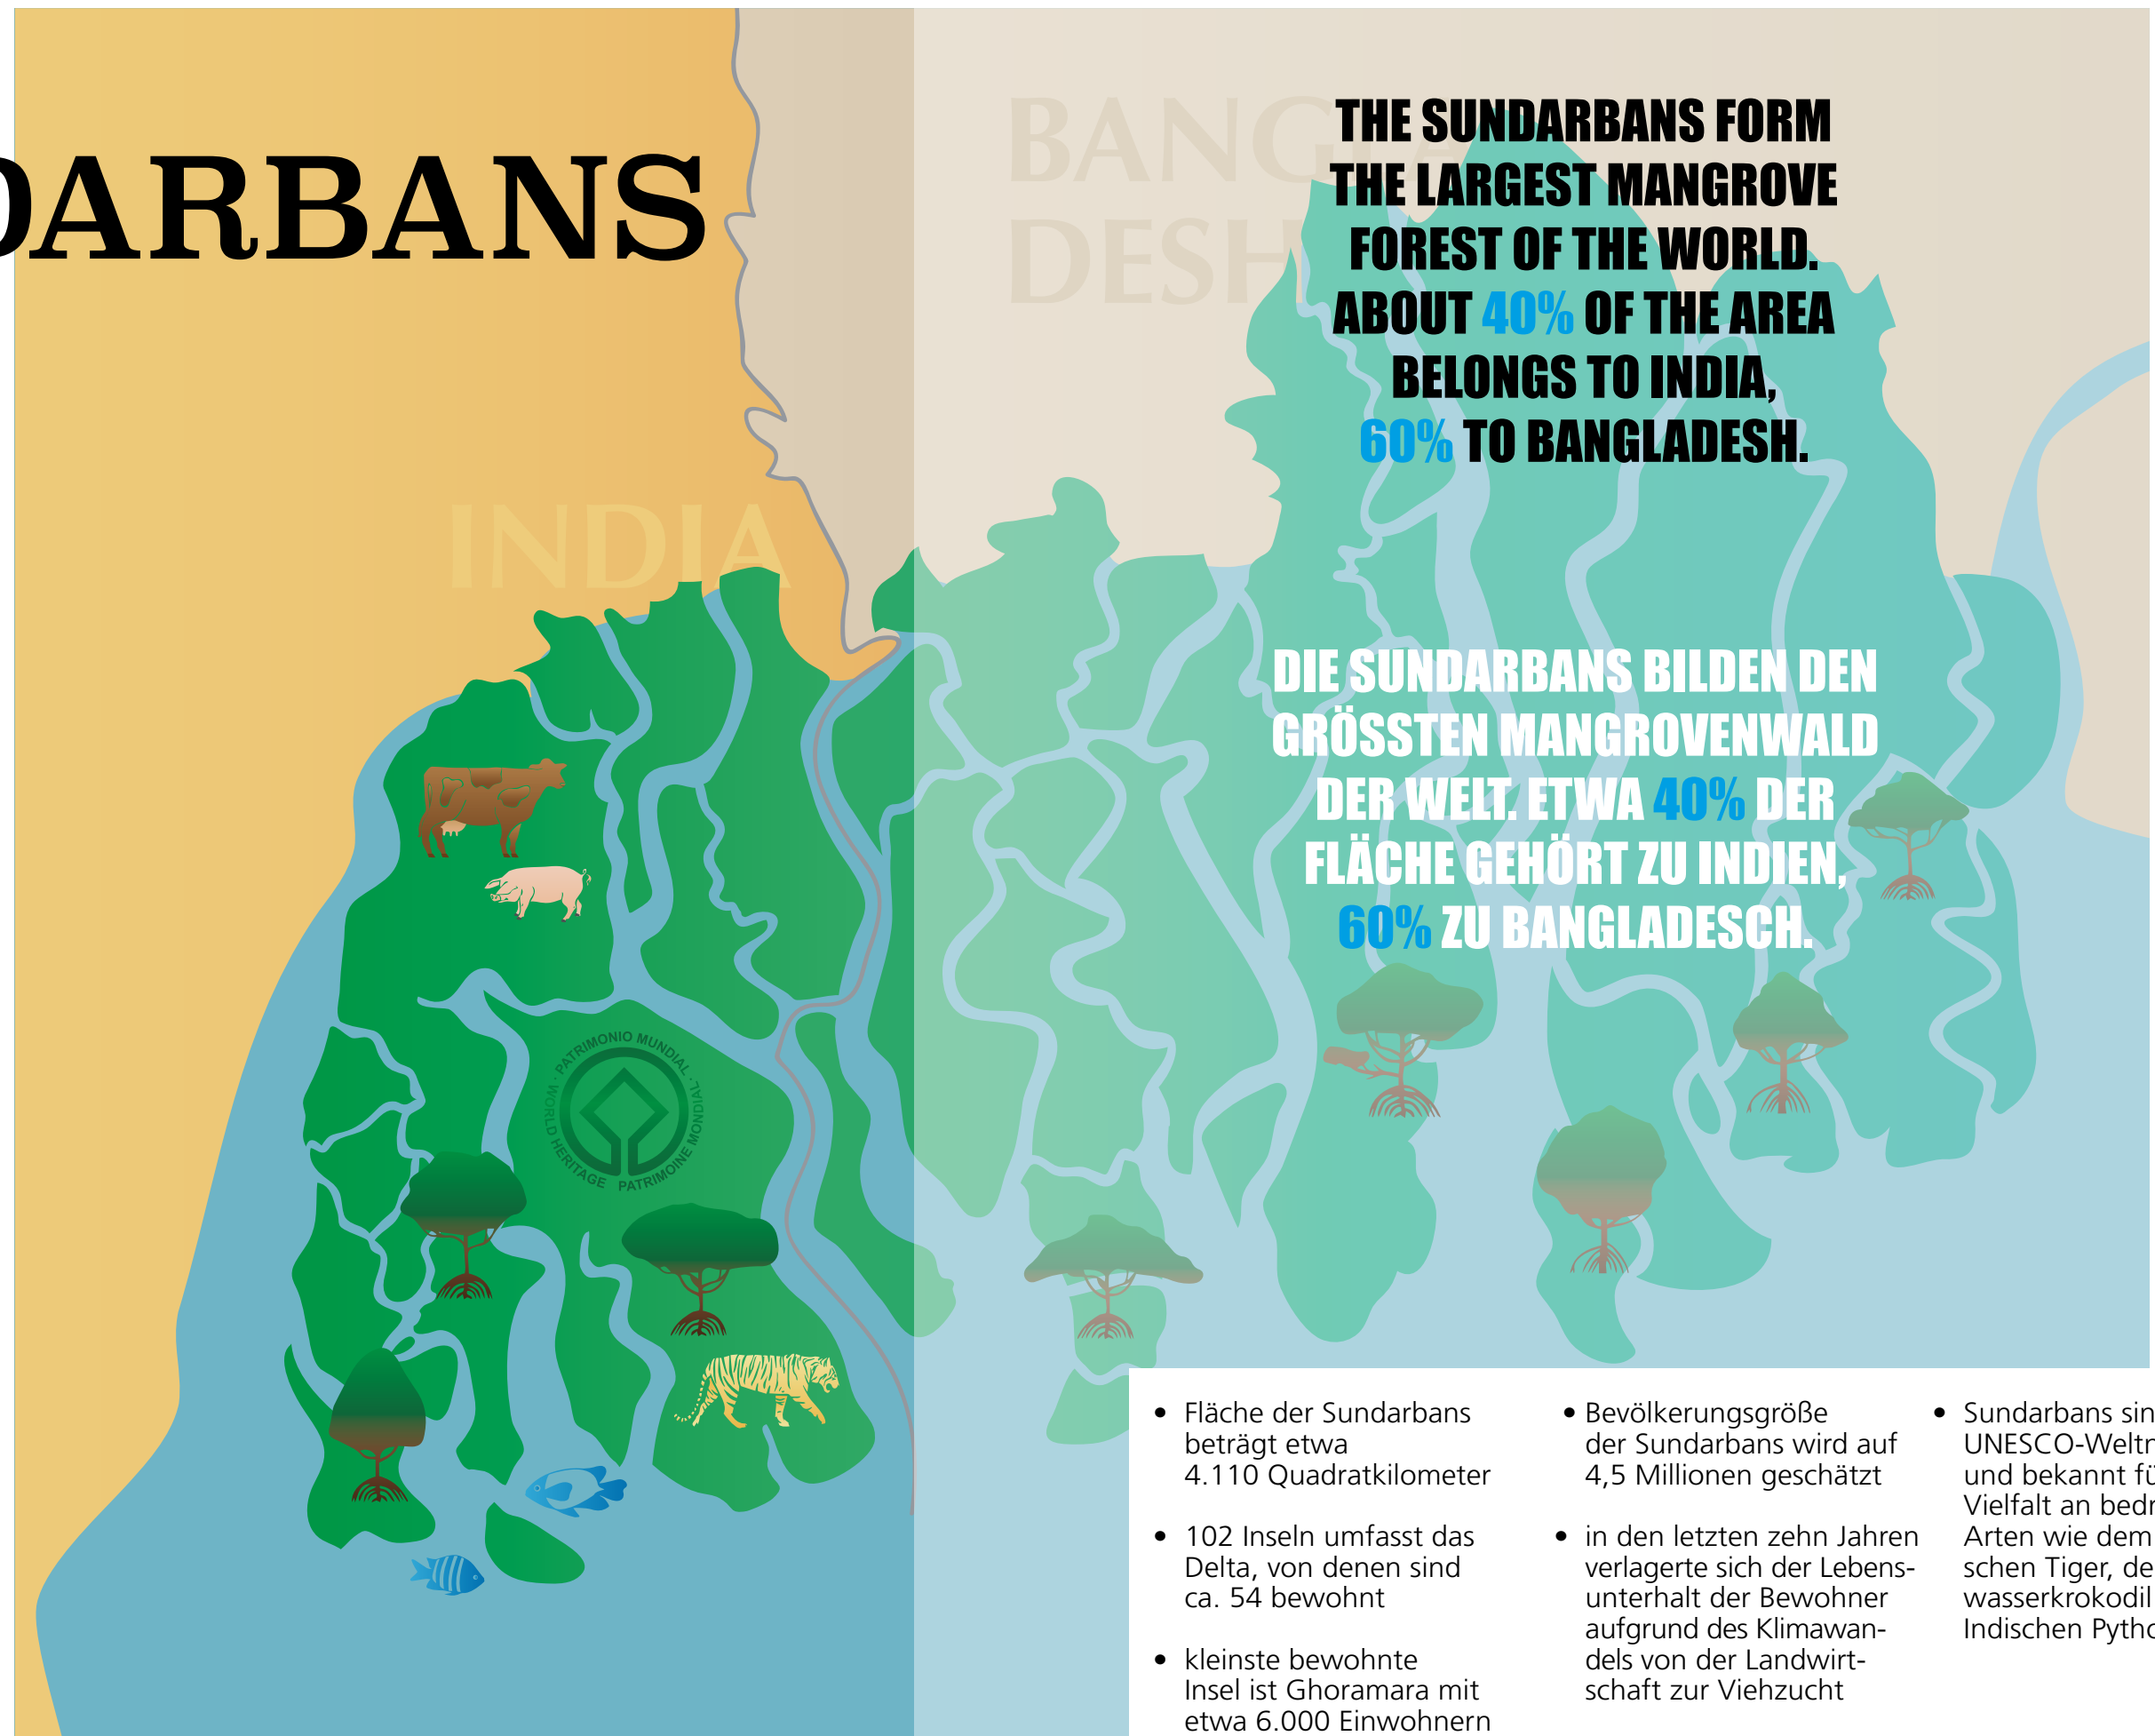 DARBANS
BANGLA
DESH
INDIA
THE SUNDARBANS FORM
THE LARGEST MANGROVE
FOREST OF THE WORLD.
ABOUT 40% OF THE AREA
BELONGS TO INDIA,
60% TO BANGLADESH.
DIE SUNDARBANS BILDEN DEN
GRÖSSTEN MANGROVENWALD
DER WELT. ETWA 40% DER
FLÄCHE GEHÖRT ZU INDIEN,
60% ZU BANGLADESCH.
WORLD HERITAGE · PATRIMONIO MUNDIAL · PATRIMOINE MONDIAL
• Fläche der Sundarbans
beträgt etwa
4.110 Quadratkilometer
• 102 Inseln umfasst das
Delta, von denen sind
ca. 54 bewohnt
• kleinste bewohnte
Insel ist Ghoramara mit
etwa 6.000 Einwohnern
• Bevölkerungsgröße
der Sundarbans wird auf
4,5 Millionen geschätzt
• in den letzten zehn Jahren
verlagerte sich der Lebens-
unterhalt der Bewohner
aufgrund des Klimawan-
dels von der Landwirt-
schaft zur Viehzucht
• Sundarbans sin
UNESCO-Weltn
und bekannt fü
Vielfalt an bedr
Arten wie dem
schen Tiger, de
wasserkrokodil
Indischen Pytho